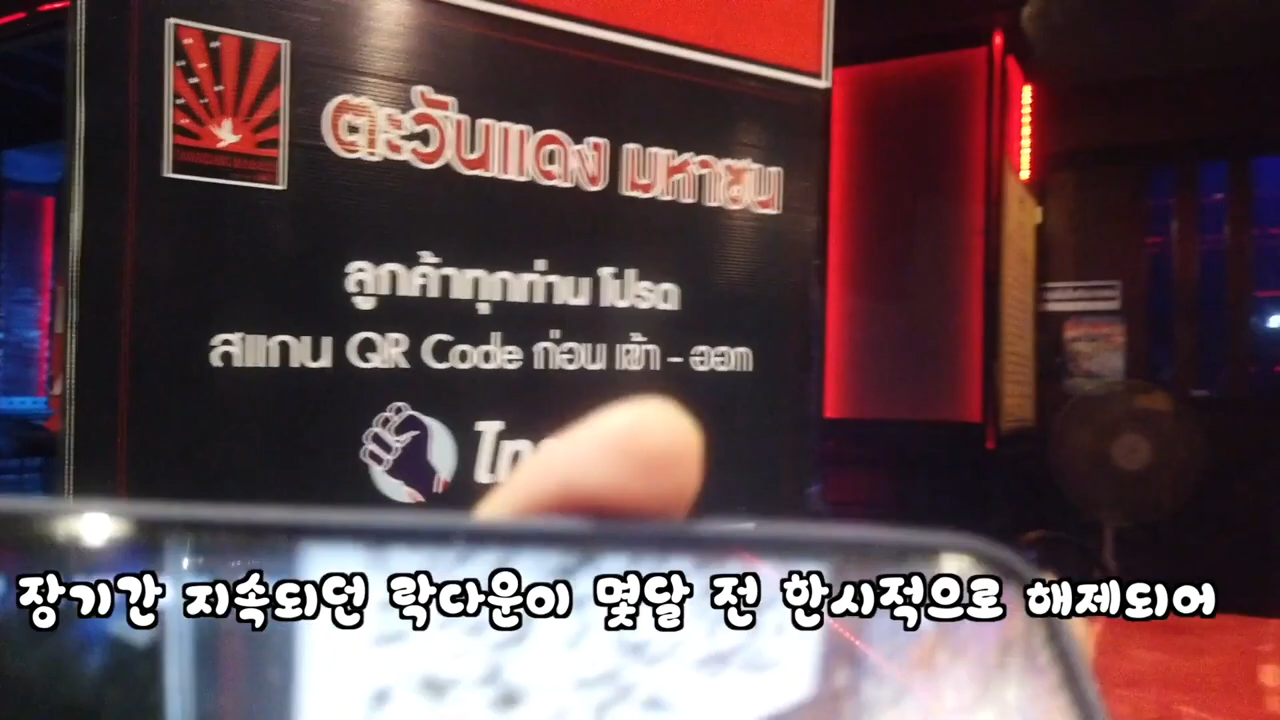 ตะวันแดง มหาชน
ลูกค้าทุกท่าน โปรด
สแกน QR Code ก่อน เข้า - ออก
장기간 지속되던 락다운이 몇달 전 한시적으로 해제되어